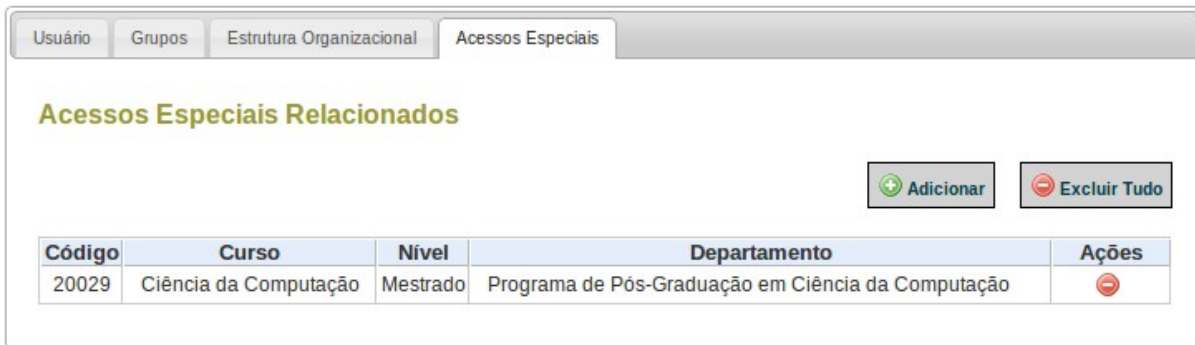 Usuário Grupos Estrutura Organizacional Acessos Especiais
Acessos Especiais Relacionados
Adicionar Excluir Tudo
Código Curso Nível Departamento Ações
20029 Ciência da Computação Mestrado Programa de Pós-Graduação em Ciência da Computação